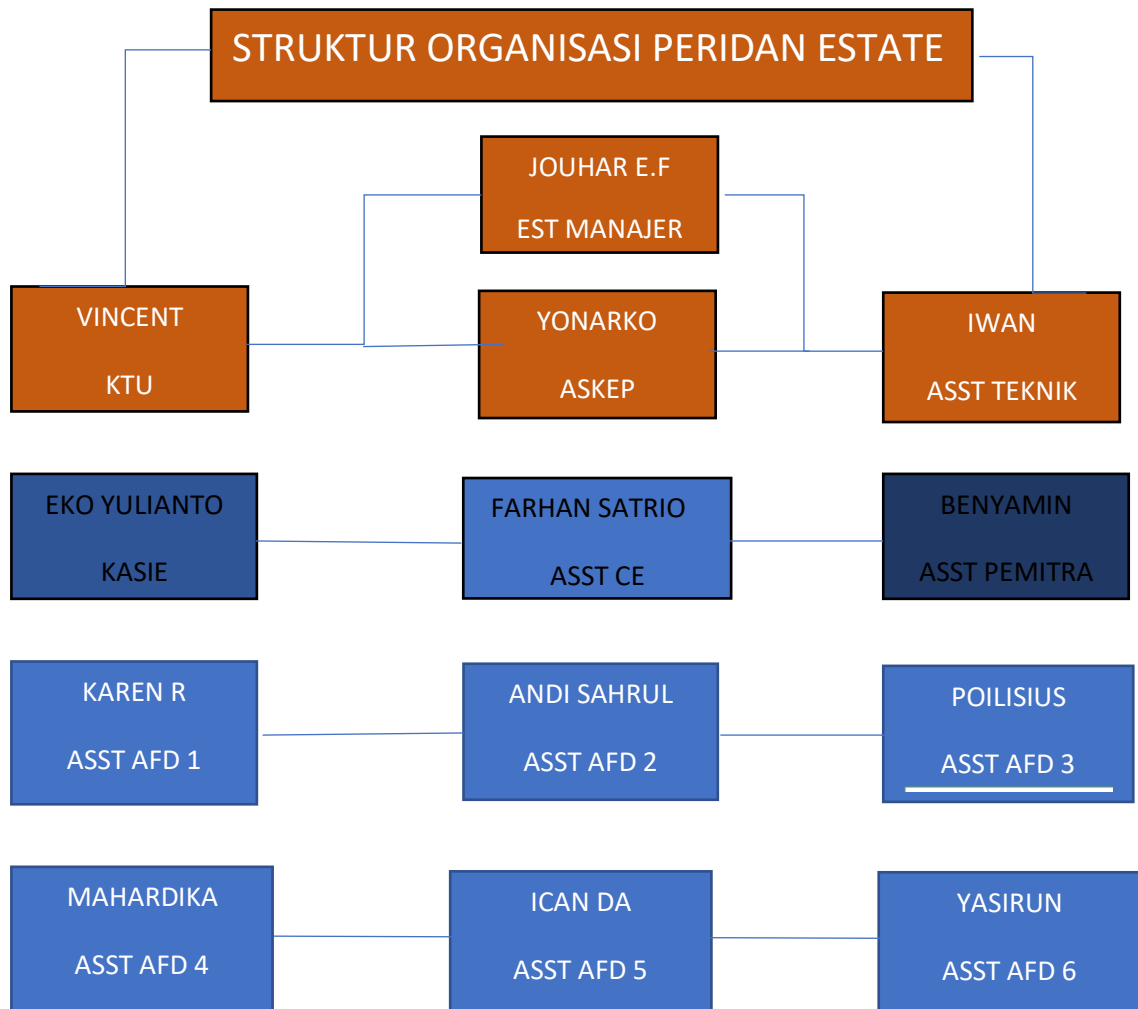 STRUKTUR ORGANISASI PERIDAN ESTATE
JOUHAR E.F
EST MANAJER
VINCENT
KTU
YONARKO
ASKEP
IWAN
ASST TEKNIK
EKO YULIANTO
KASIE
FARHAN SATRIO
ASST CE
BENYAMIN
ASST PEMITRA
KAREN R
ASST AFD 1
ANDI SAHRUL
ASST AFD 2
POILISIUS
ASST AFD 3
MAHARDIKA
ASST AFD 4
ICAN DA
ASST AFD 5
YASIRUN
ASST AFD 6